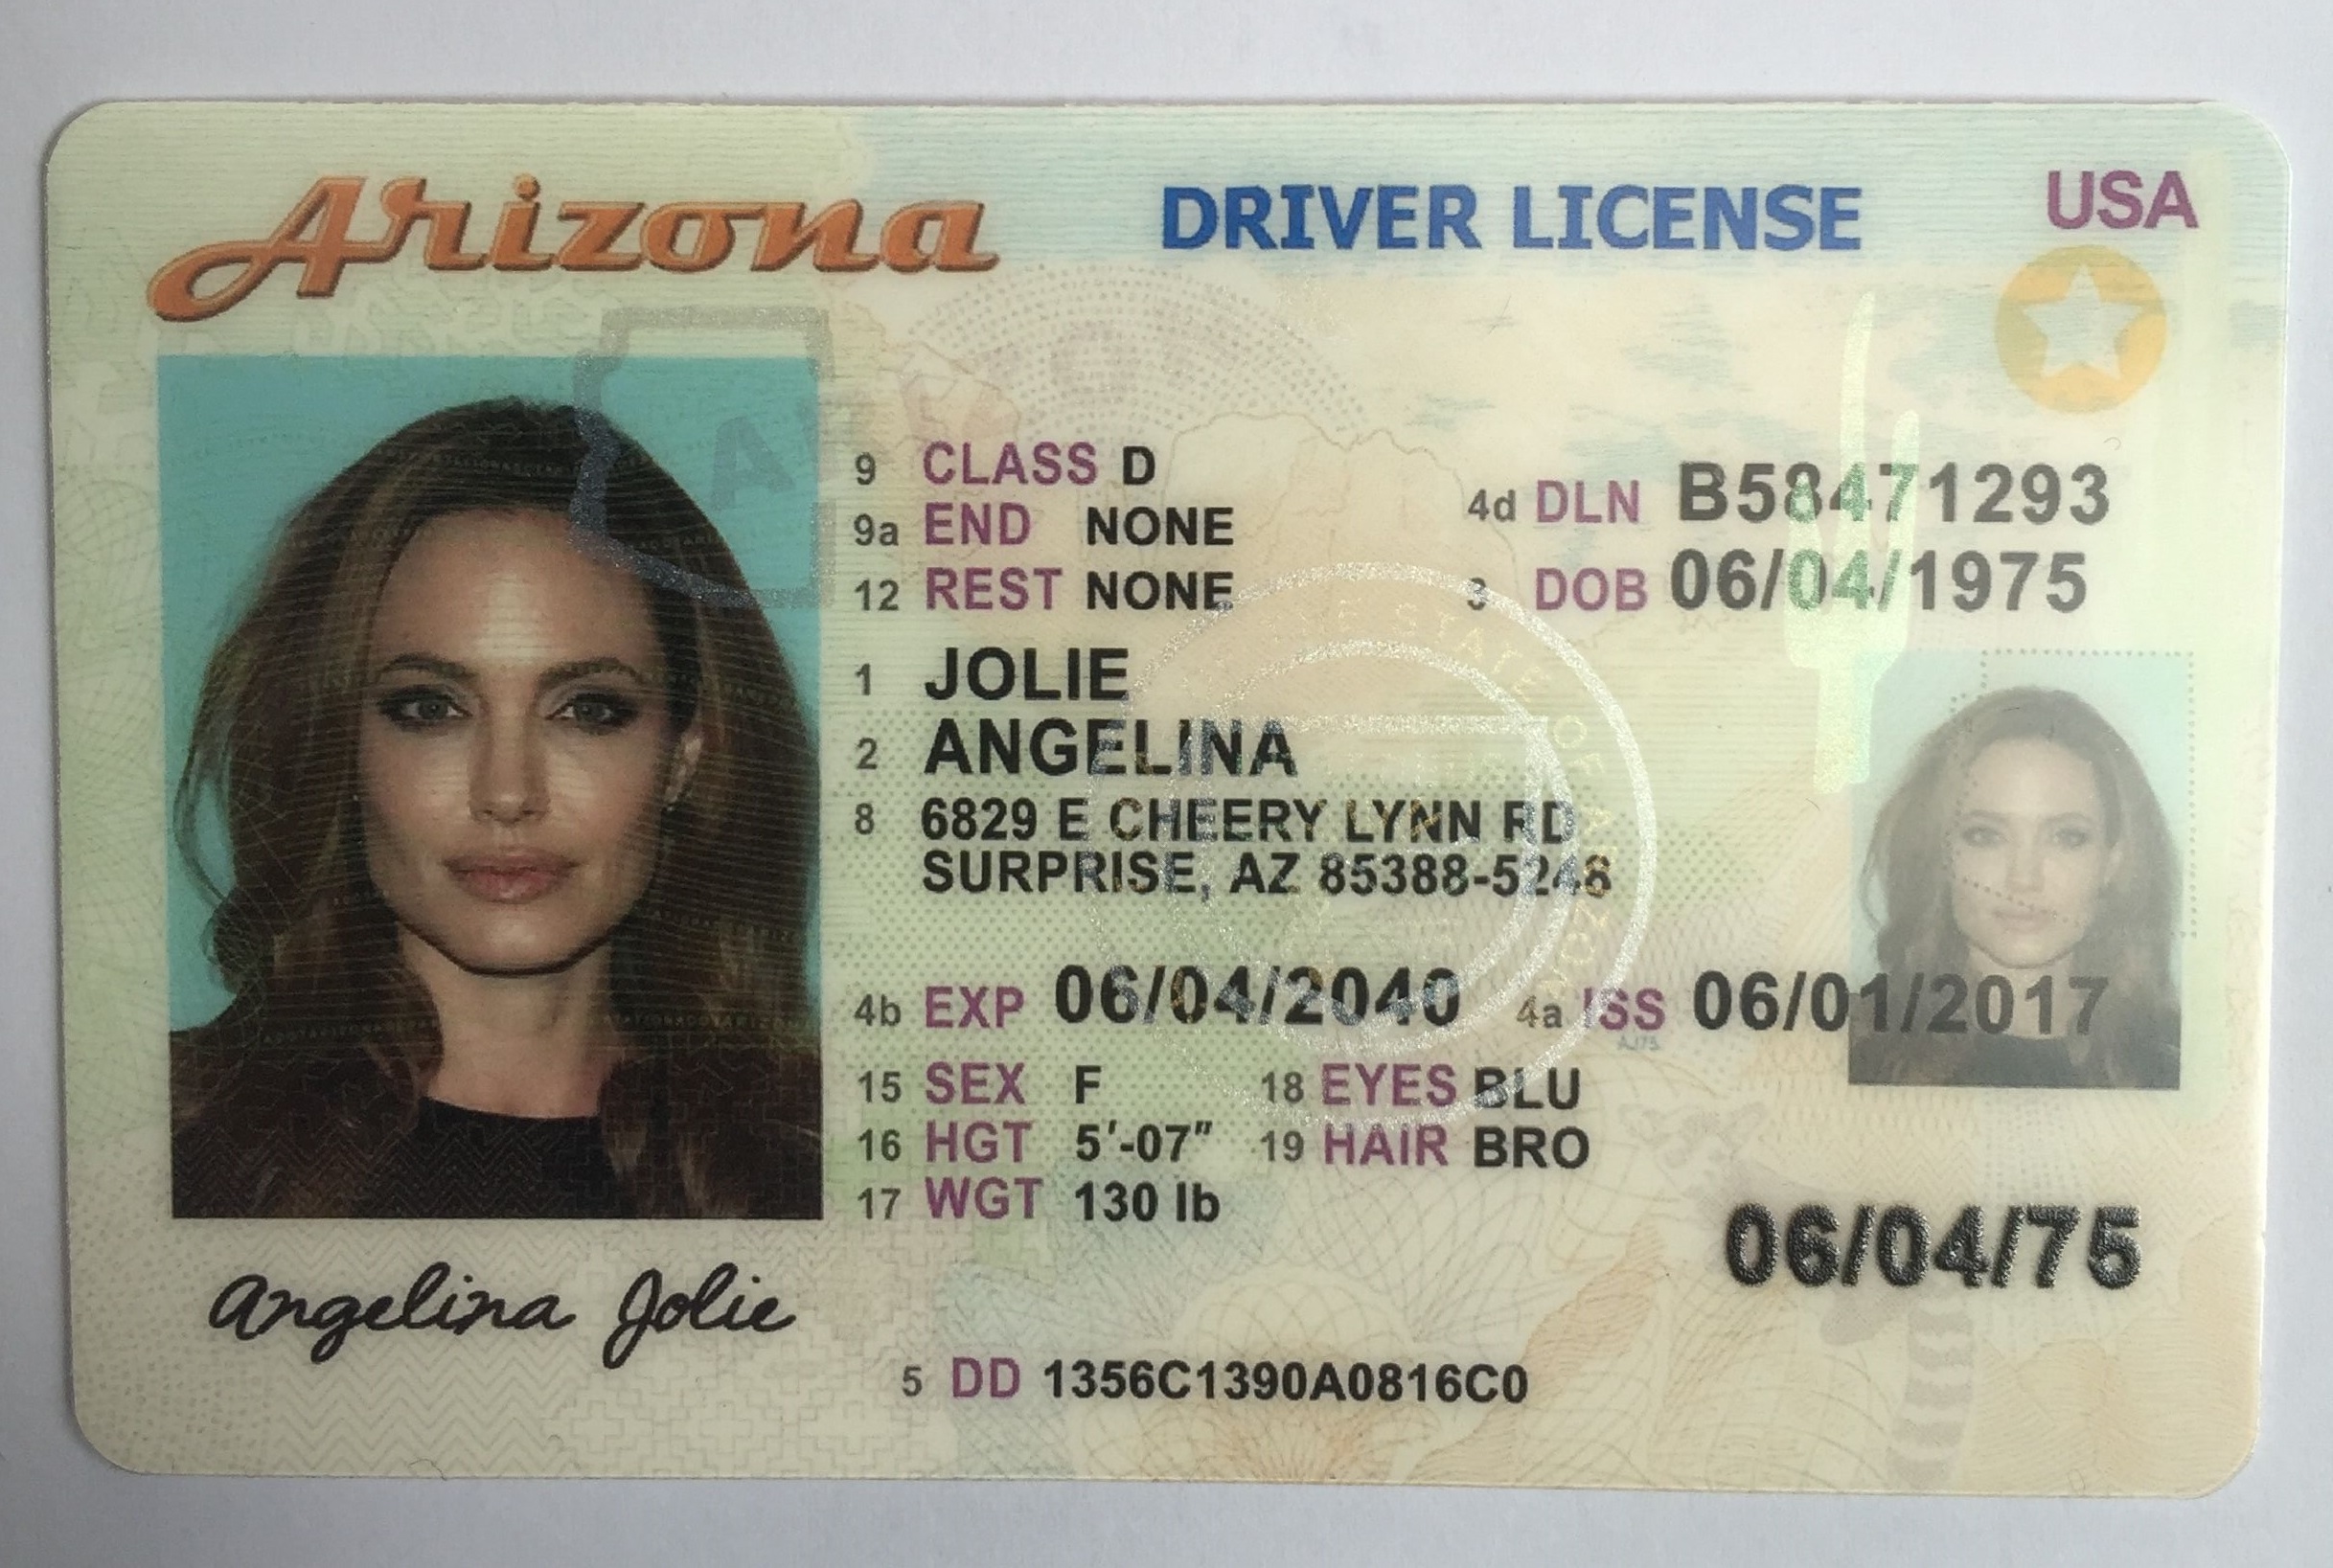 Arizona DRIVER LICENSE USA
9 CLASS D
4d DLN B58471293
9a END NONE
3 DOB 06/04/1975
12 REST NONE
1 JOLIE
2 ANGELINA
8 6829 E CHEERY LYNN RD
SURPRISE, AZ 85388-5248
4b EXP 06/04/2040 4a ISS 06/01/2017
15 SEX F 18 EYES BLU
16 HGT 5'-07" 19 HAIR BRO
17 WGT 130 lb
06/04/75
Angelina Jolie
5 DD 1356C1390A0816C0